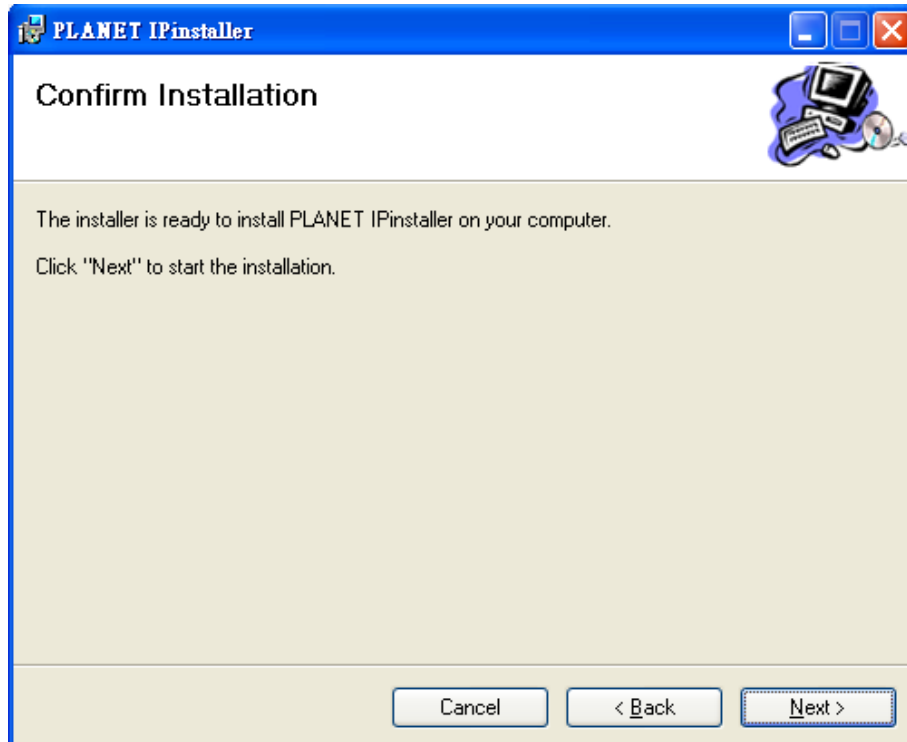 PLANET IPinstaller
Confirm Installation
The installer is ready to install PLANET IPinstaller on your computer.
Click "Next" to start the installation.
Cancel
< Back
Next >